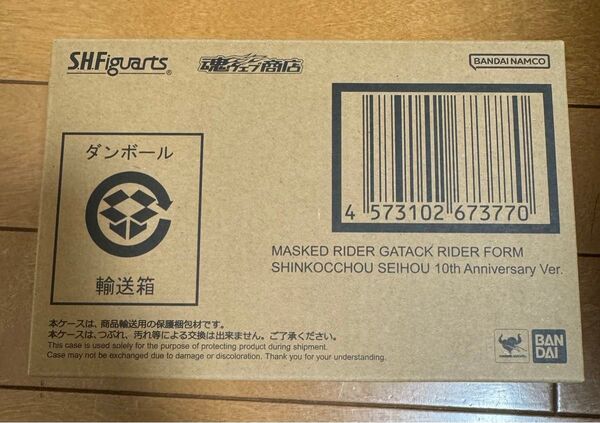 S.H.Figuarts®
魂ウェブ商店
BANDAI NAMCO
ダンボール
輸送箱
4 573102 673770
MASKED RIDER GATACK RIDER FORM
SHINKOCCHOU SEIHOU 10th Anniversary Ver.
本ケースは、商品輸送用の保護梱包材です。
本ケースは、つぶれ、汚れ等による交換は出来ません。ご了承ください。
This case is used solely for the purpose of protecting product during shipment.
Case may not be exchanged due to damage or discoloration. Thank you for your understanding.
BAN
DAI